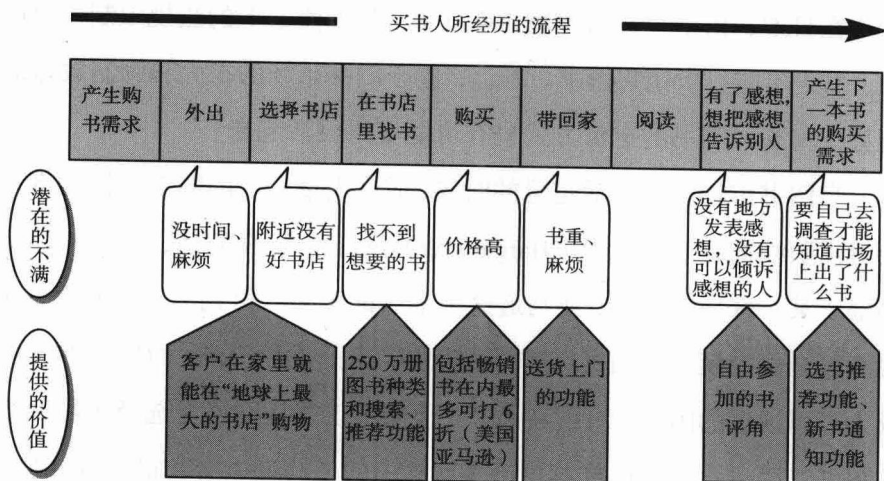 买书人所经历的流程
产生购
书需求
外出
选择书店
在书店
里找书
购买
带回家
阅读
有了感想,
想把感想
告诉别人
产生下
一本书
的购买
需求
潜在的不满
没时间、
麻烦
附近没有
好书店
找不到
想要的书
价格高
书重、
麻烦
没有地方
发表感
想，没有
可以倾诉
感想的人
要自己去
调查才能
知道市场
上出了什
么书
提供的价值
客户在家里就
能在“地球上最
大的书店”购物
250 万册
图书种类
和搜索、
推荐功能
包括畅销
书在内最
多可打 6
折（美国
亚马逊）
送货上门
的功能
自由参
加的书
评角
选书推
荐功能、
新书通
知功能